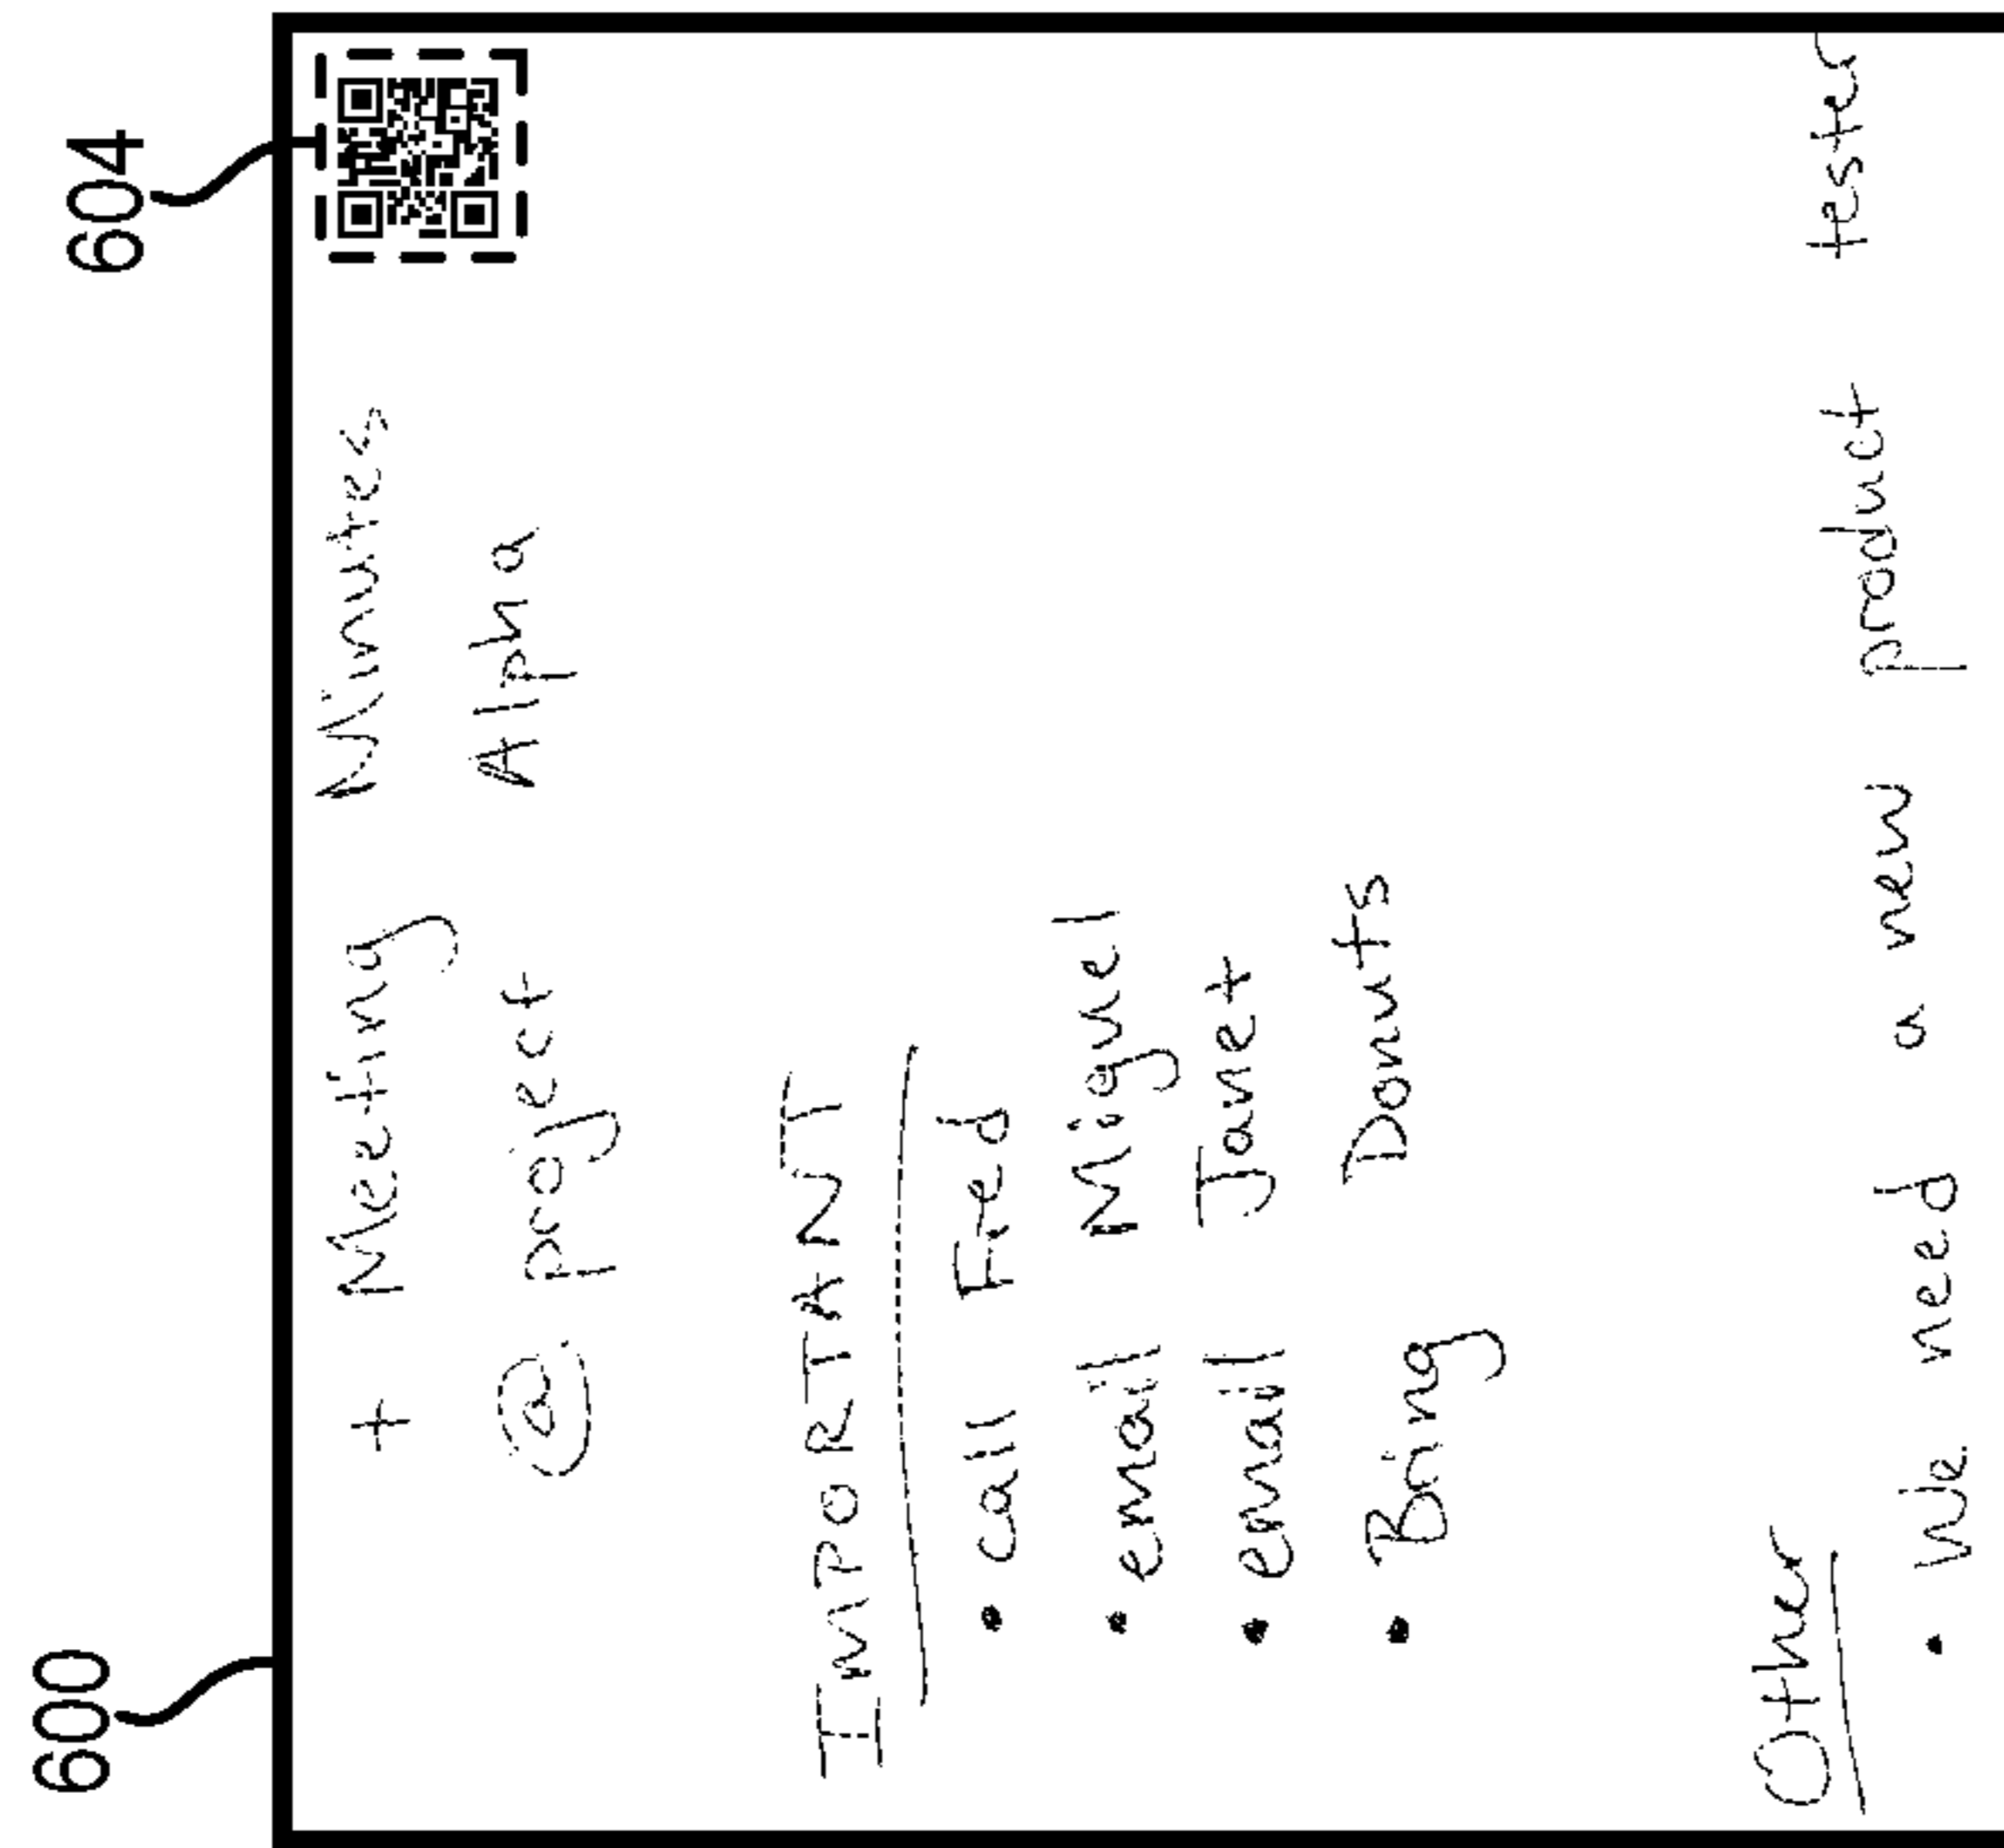 600
604
+ Meeting Minutes
@ project Alpha
IMPORTANT
• call Fred
• email Miguel
• email Janet
• Bring Donuts
Other
• We need a new product tester